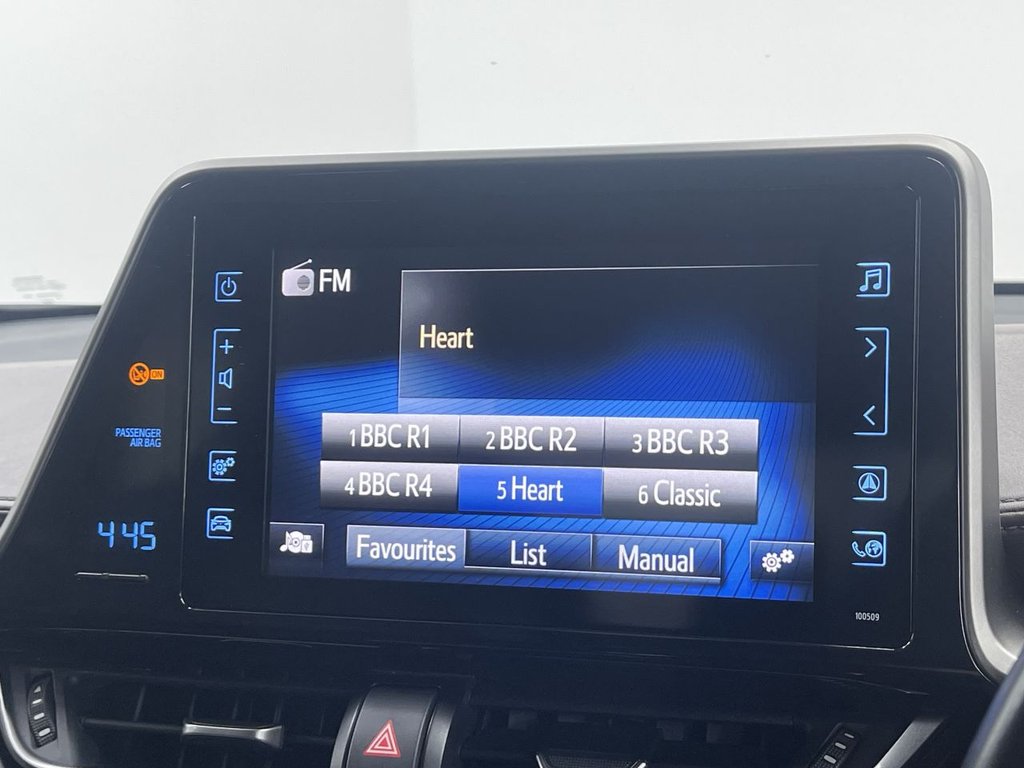 FM
Heart
1 BBC R1 2 BBC R2 3 BBC R3
4 BBC R4 5 Heart 6 Classic
Favourites List Manual
ON
PASSENGER
AIR BAG
4:45
100509